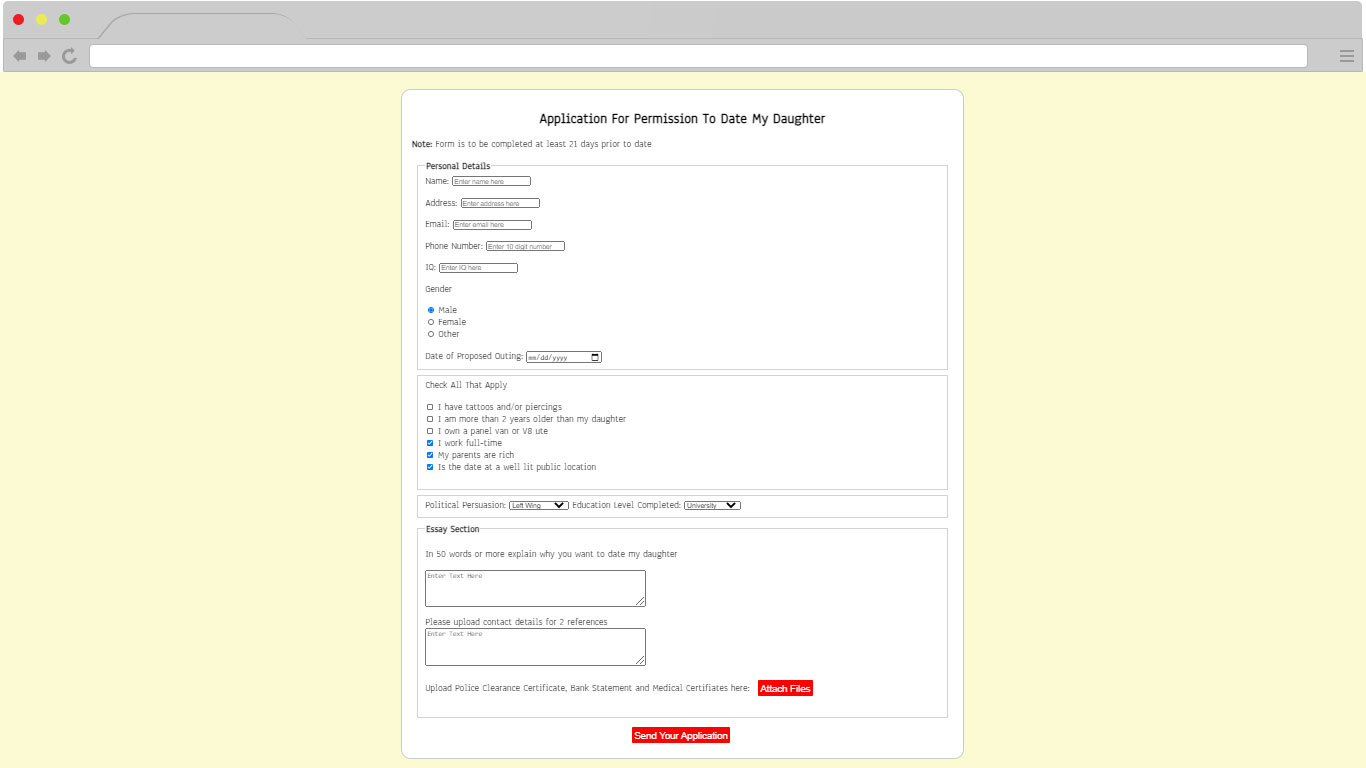 Application For Permission To Date My Daughter
Note: Form is to be completed at least 21 days prior to date
Personal Details
Name: Enter name here
Address: Enter address here
Email: Enter email here
Phone Number: Enter 10 digit number
IQ: Enter IQ here
Gender
Male
Female
Other
Date of Proposed Outing: mm/dd/yyyy
Check All That Apply
I have tattoos and/or piercings
I am more than 2 years older than my daughter
I own a panel van or V8 ute
I work full-time
My parents are rich
Is the date at a well lit public location
Political Persuasion: Left Wing Education Level Completed: University
Essay Section
In 50 words or more explain why you want to date my daughter
Enter Text Here
Please upload contact details for 2 references
Enter Text Here
Upload Police Clearance Certificate, Bank Statement and Medical Certifiates here: Attach Files
Send Your Application